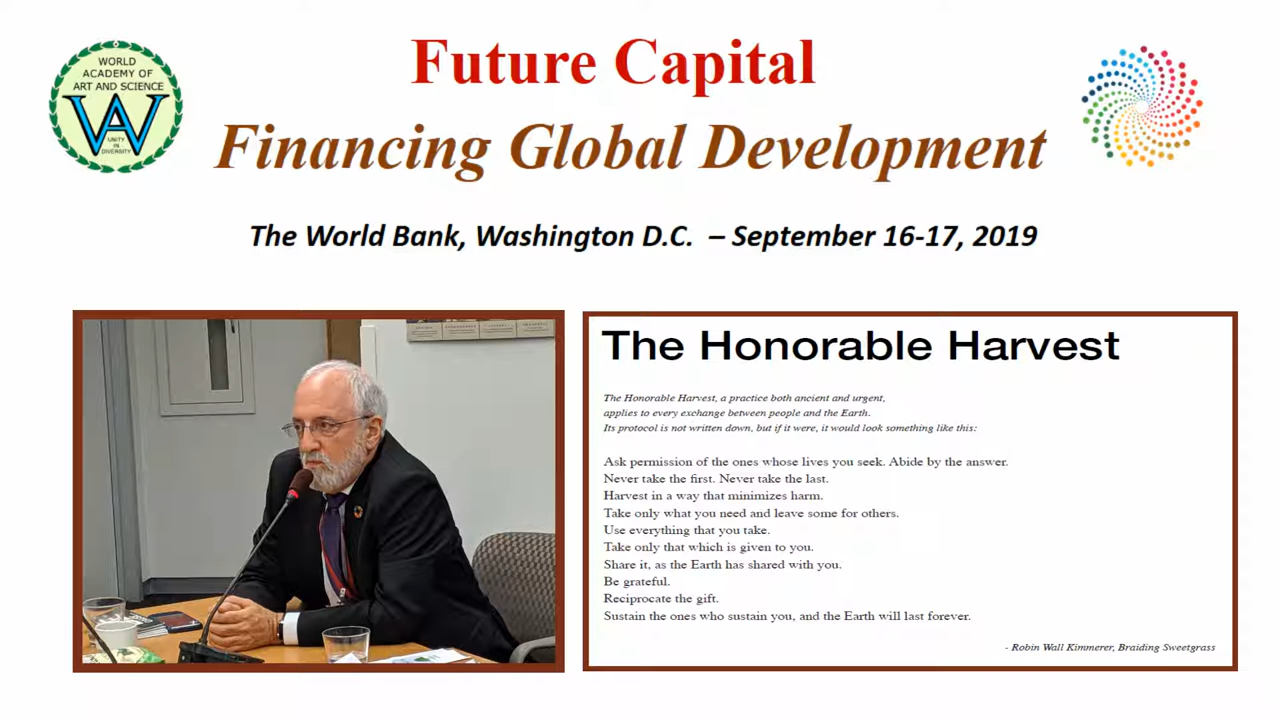 WORLD
ACADEMY OF
ART AND SCIENCE
WA
UNITY
IN
DIVERSITY
Future Capital
Financing Global Development
The World Bank, Washington D.C. – September 16-17, 2019
The Honorable Harvest
The Honorable Harvest, a practice both ancient and urgent,
applies to every exchange between people and the Earth.
Its protocol is not written down, but if it were, it would look something like this:
Ask permission of the ones whose lives you seek. Abide by the answer.
Never take the first. Never take the last.
Harvest in a way that minimizes harm.
Take only what you need and leave some for others.
Use everything that you take.
Take only that which is given to you.
Share it, as the Earth has shared with you.
Be grateful.
Reciprocate the gift.
Sustain the ones who sustain you, and the Earth will last forever.
- Robin Wall Kimmerer, Braiding Sweetgrass